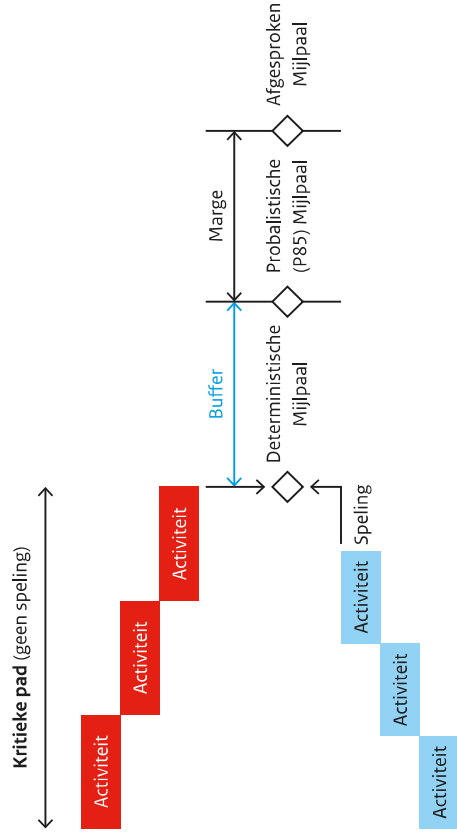 Kritieke pad (geen speling)
Activiteit
Activiteit
Activiteit
Buffer
Marge
Deterministische
Mijlpaal
Probalistische
(P85) Mijlpaal
Afgesproken
Mijlpaal
Speling
Activiteit
Activiteit
Activiteit